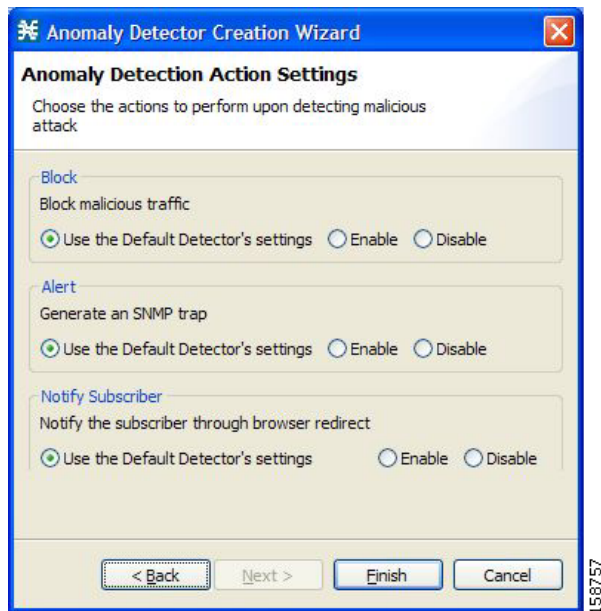 Anomaly Detector Creation Wizard
Anomaly Detection Action Settings
Choose the actions to perform upon detecting malicious
attack
Block
Block malicious traffic
Use the Default Detector's settings Enable Disable
Alert
Generate an SNMP trap
Use the Default Detector's settings Enable Disable
Notify Subscriber
Notify the subscriber through browser redirect
Use the Default Detector's settings Enable Disable
< Back Next > Finish Cancel
58757